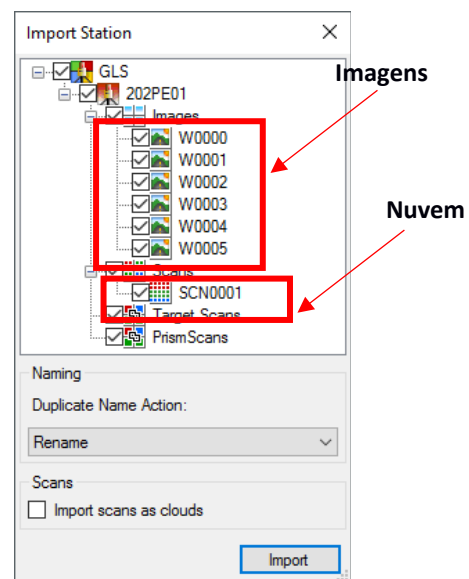 Import Station
GLS
Imagens
202PE01
Images
W0000
W0001
W0002
W0003
W0004
W0005
Nuvem
Scans
SCN0001
Target Scans
PrismScans
Naming
Duplicate Name Action:
Rename
Scans
Import scans as clouds
Import